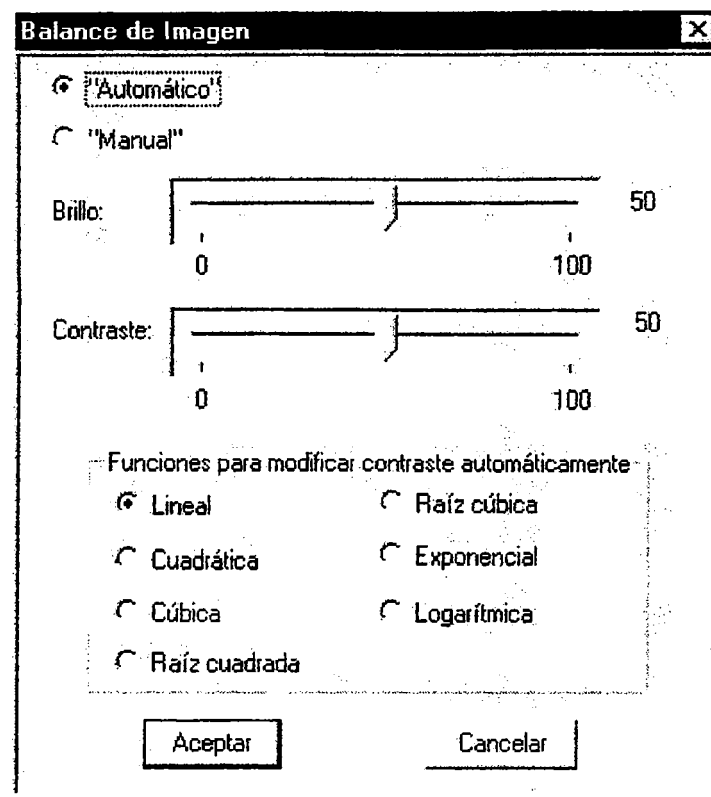 Balance de Imagen
"Automático"
"Manual"
Brillo:
50
0
100
Contraste:
50
0
100
Funciones para modificar contraste automáticamente
Lineal
Raíz cúbica
Cuadrática
Exponencial
Cúbica
Logarítmica
Raíz cuadrada
Aceptar
Cancelar